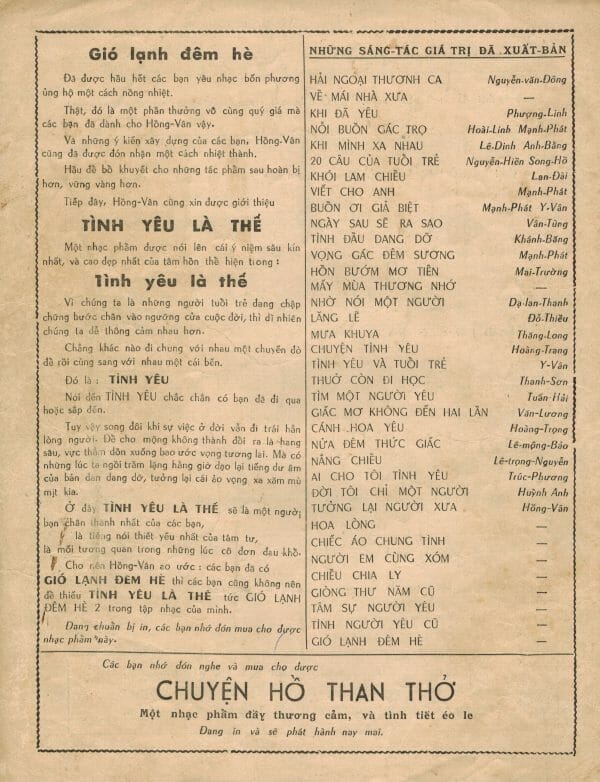 Gió lạnh đêm hè
Đã được hầu hết các bạn yêu nhạc bốn phương
ủng hộ một cách nồng nhiệt.
Thật, đó là một phần thưởng vô cùng quý giá mà
các bạn đã dành cho Hồng-Vân vậy.
Và những ý kiến xây dựng của các bạn, Hồng-Vân
cũng đã được đón nhận một cách nhiệt thành.
Hầu để bổ khuyết cho những tác phẩm sau hoàn bị
hơn, vững vàng hơn.
Tiếp đây, Hồng-Vân cũng xin được giới thiệu
TÌNH YÊU LÀ THẾ
Một nhạc phẩm được nói lên cái ý niệm sâu kín
nhất, và cao đẹp nhất của tâm hồn thể hiện trong:
Tình yêu là thế
Vì chúng ta là những người tuổi trẻ đang chập
chững bước chân vào ngưỡng cửa cuộc đời, thì dĩ nhiên
chúng ta dễ thông cảm nhau hơn.
Chẳng khác nào đi chung với nhau một chuyến đò
để rồi cùng sang với nhau một cái bến.
Đó là : TÌNH YÊU
Nói đến TÌNH YÊU chắc chắn có bạn đã đi qua
hoặc sắp đến.
Tuy vậy song đôi khi sự việc ở đời vẫn đi trái hẳn
lòng người. Để cho mộng không thành đôi ra là hang
sâu, vực thẳm dồn xuống bao ước vọng tương lai. Mà có
những lúc ta ngồi trầm lặng hằng giờ dạo lại tiếng dư âm
của bản đàn dang dở, tưởng lại cái ảo vọng xa xăm mù
mịt kia.
Ở đây TÌNH YÊU LÀ THẾ sẽ là một người
bạn chân thành nhất của các bạn,
là tiếng nói thiết yếu nhất của tâm tư,
là mối tương quan trong những lúc cô đơn đau khổ.
Cho nên Hồng-Vân ao ước : các bạn đã có
GIÓ LẠNH ĐÊM HÈ thì các bạn cũng không nên
để thiếu TÌNH YÊU LÀ THẾ tức GIÓ LẠNH
ĐÊM HÈ 2 trong tập nhạc của mình.
Đang chuẩn bị in, các bạn nhớ đón mua cho được
nhạc phẩm này.
NHỮNG SÁNG-TÁC GIÁ TRỊ ĐÃ XUẤT-BẢN
HẢI NGOẠI THƯƠNH CA Nguyễn-văn-Đông
VỀ MÁI NHÀ XƯA —
KHI ĐÃ YÊU Phượng-Linh
NỖI BUỒN GÁC TRỌ Hoài-Linh Mạnh-Phát
KHI MÌNH XA NHAU Lê-Dinh Anh-Bằng
20 CÂU CỦA TUỔI TRẺ Nguyễn-Hiền Song-Hồ
KHÓI LAM CHIỀU Lan-Đài
VIẾT CHO ANH Mạnh-Phát
BUỒN ƠI GIẢ BIỆT Mạnh-Phát Y-Vân
NGÀY SAU SẼ RA SAO Văn-Tùng
TÌNH ĐẦU DANG DỞ Khánh-Băng
VỌNG GÁC ĐÊM SƯƠNG Mạnh-Phát
HỒN BƯỚM MƠ TIÊN Mai-Trường
MẤY MÙA THƯƠNG NHỚ —
NHỜ NÓI MỘT NGƯỜI Dạ-lan-Thanh
LẶNG LẼ Đỗ-Thiều
MƯA KHUYA Thăng-Long
CHUYỆN TÌNH YÊU Hoàng-Trang
TÌNH YÊU VÀ TUỔI TRẺ Y-Vân
THUỞ CÒN ĐI HỌC Thanh-Sơn
TÌM MỘT NGƯỜI YÊU Tuấn-Hải
GIẤC MƠ KHÔNG ĐẾN HAI LẦN Văn-Lương
CÁNH HOA YÊU Hoàng-Trọng
NỬA ĐÊM THỨC GIẤC Lê-mộng-Bảo
NẮNG CHIỀU Lê-trọng-Nguyễn
AI CHO TÔI TÌNH YÊU Trúc-Phương
ĐỜI TÔI CHỈ MỘT NGƯỜI Huỳnh Anh
TƯỞNG LẠI NGƯỜI XƯA Hồng-Vân
HOA LÒNG —
CHIẾC ÁO CHUNG TÌNH —
NGƯỜI EM CÙNG XÓM —
CHIỀU CHIA LY —
GIÒNG THƯ NĂM CŨ —
TÂM SỰ NGƯỜI YÊU —
TÌNH NGƯỜI YÊU CŨ —
GIÓ LẠNH ĐÊM HÈ —
Các bạn nhớ đón nghe và mua cho được
CHUYỆN HỒ THAN THỞ
Một nhạc phẩm đầy thương cảm, và tình tiết éo le
Đang in và sẽ phát hành nay mai.